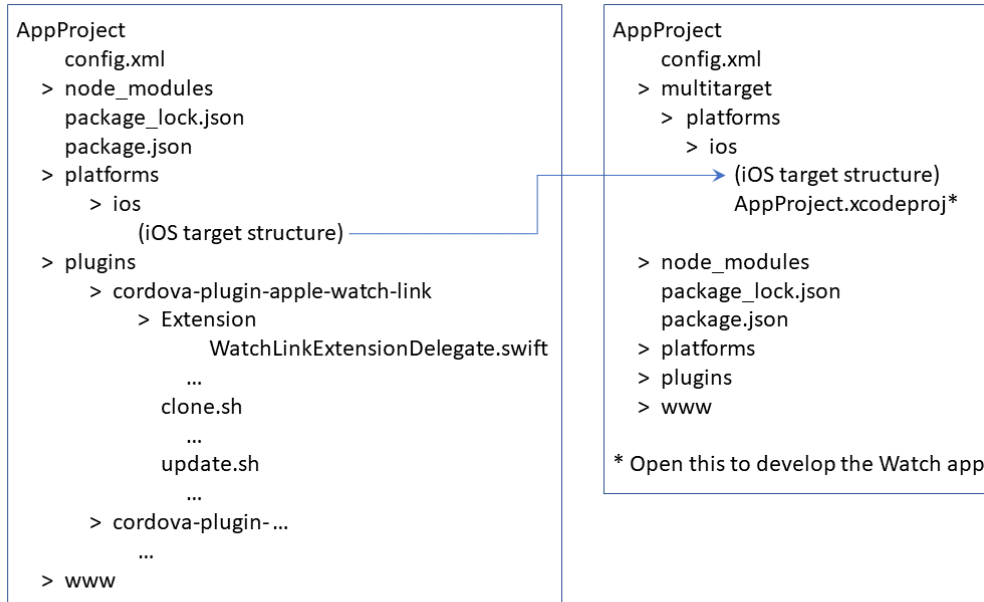 AppProject
config.xml
> node_modules
package_lock.json
package.json
> platforms
> ios
(iOS target structure)
> plugins
> cordova-plugin-apple-watch-link
> Extension
WatchLinkExtensionDelegate.swift
...
clone.sh
...
update.sh
...
> cordova-plugin-...
...
> www
AppProject
config.xml
> multitarget
> platforms
> ios
(iOS target structure)
AppProject.xcodeproj*
> node_modules
package_lock.json
package.json
> platforms
> plugins
> www
* Open this to develop the Watch app